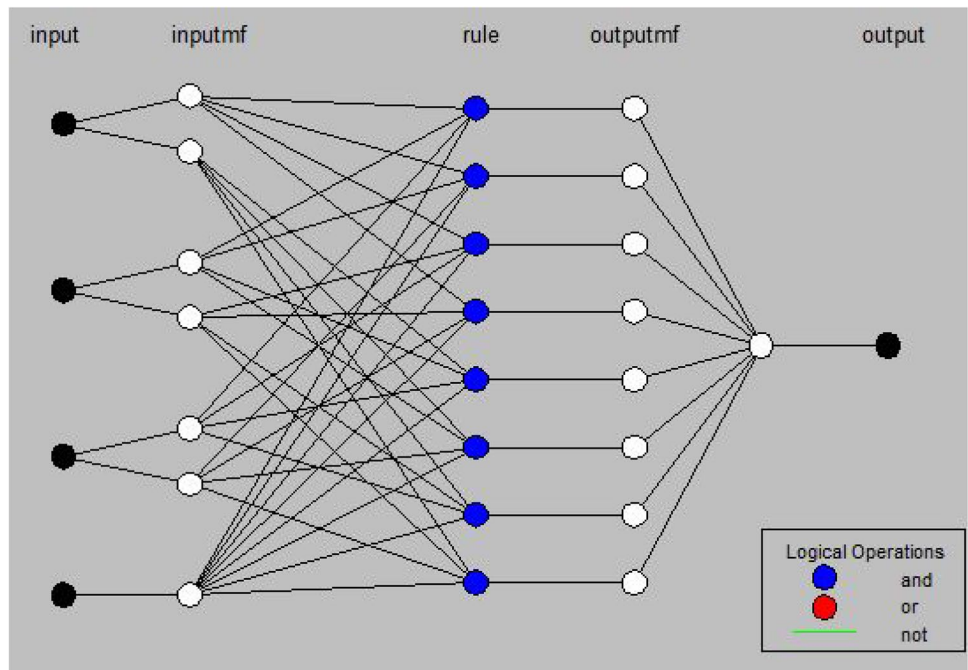 input inputmf rule outputmf output
Logical Operations
and
or
not